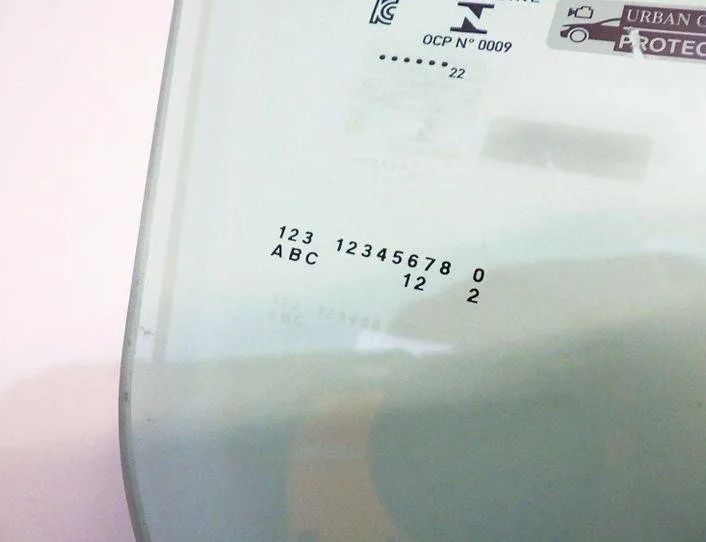 OCP N° 0009
......22
URBAN
PROTEC
123 12345678 0
ABC 12 2